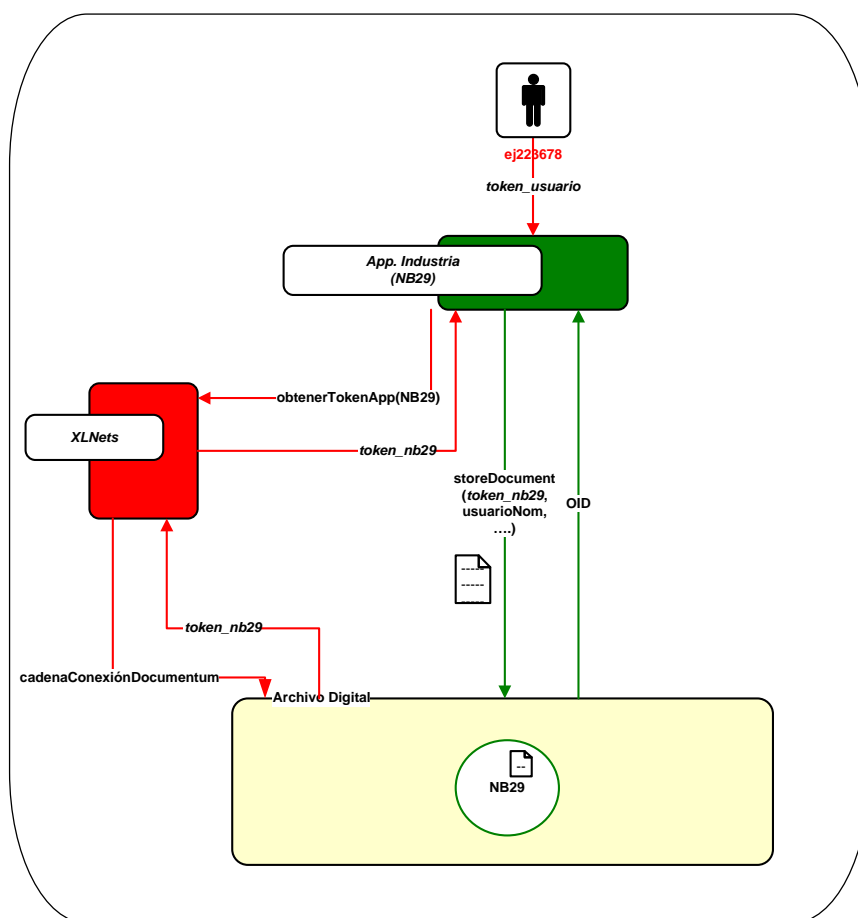 ej223678
token_usuario
App. Industria
(NB29)
obtenerTokenApp(NB29)
XLNets
token_nb29
storeDocument
(token_nb29,
usuarioNom,
….)
OID
-----
-----
-----
token_nb29
cadenaConexiónDocumentum
Archivo Digital
--
NB29